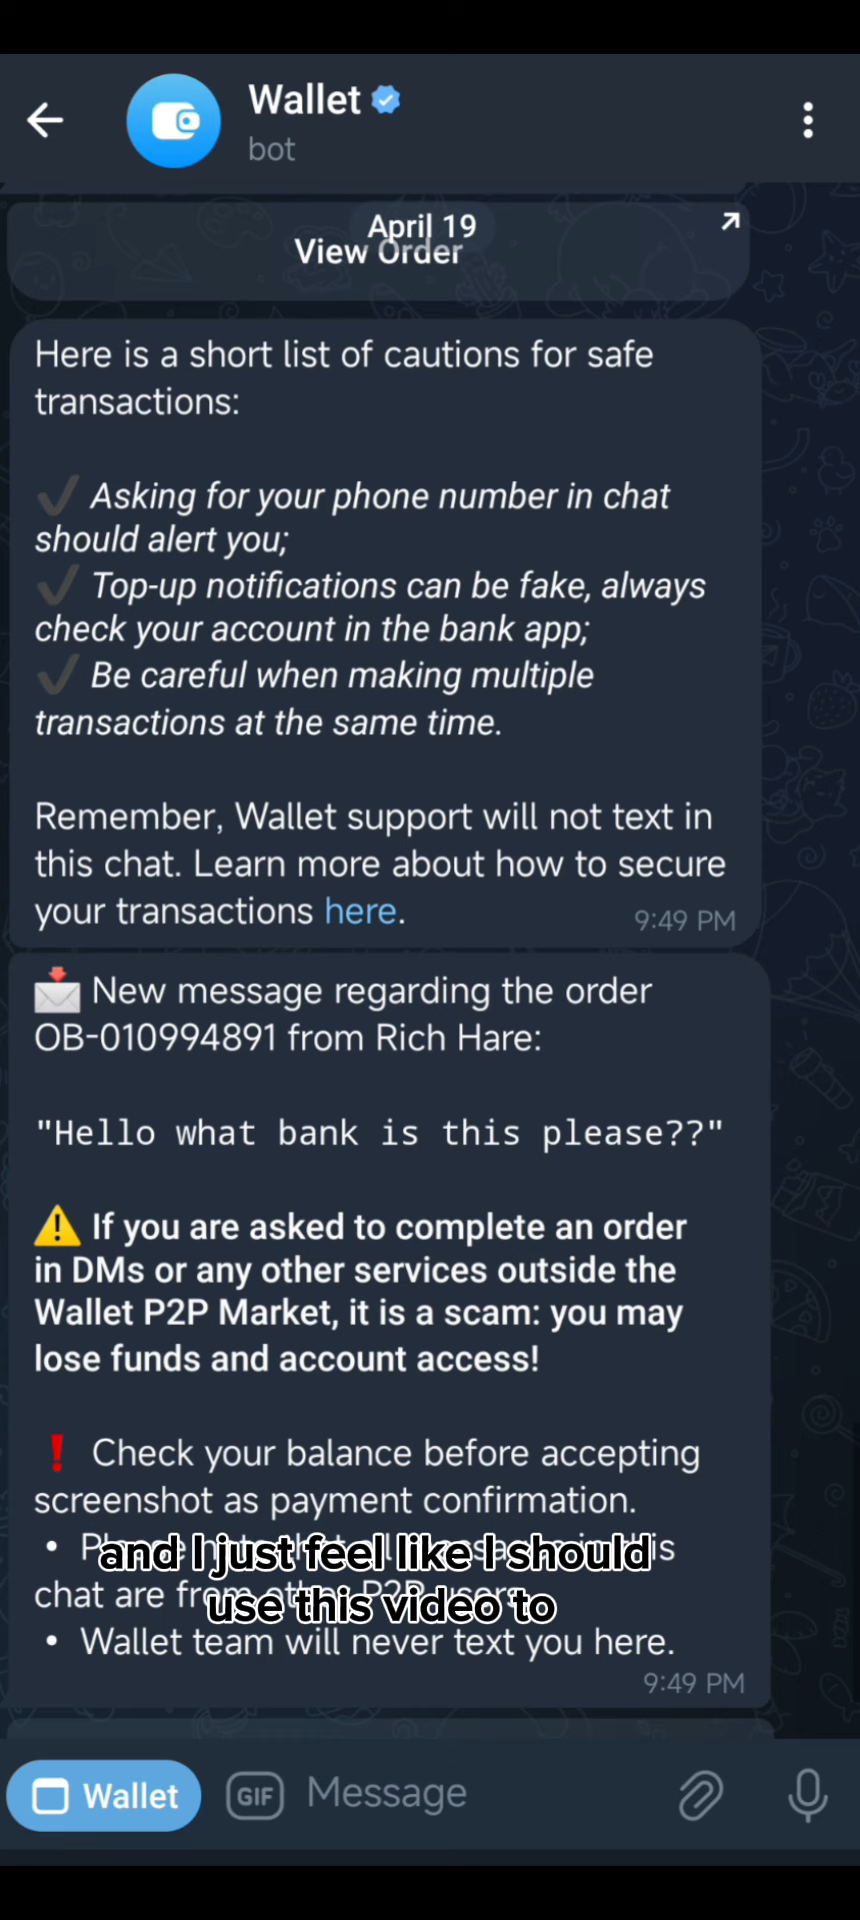 Wallet
bot
April 19
View Order
Here is a short list of cautions for safe
transactions:
✔ Asking for your phone number in chat
should alert you;
✔ Top-up notifications can be fake, always
check your account in the bank app;
✔ Be careful when making multiple
transactions at the same time.
Remember, Wallet support will not text in
this chat. Learn more about how to secure
your transactions here.
9:49 PM
📩 New message regarding the order
OB-010994891 from Rich Hare:
"Hello what bank is this please??"
⚠️ If you are asked to complete an order
in DMs or any other services outside the
Wallet P2P Market, it is a scam: you may
lose funds and account access!
❗ Check your balance before accepting
screenshot as payment confirmation.
and I just feel like I should
chat are from
use this video to
• Wallet team will never text you here.
9:49 PM
Wallet
GIF
Message